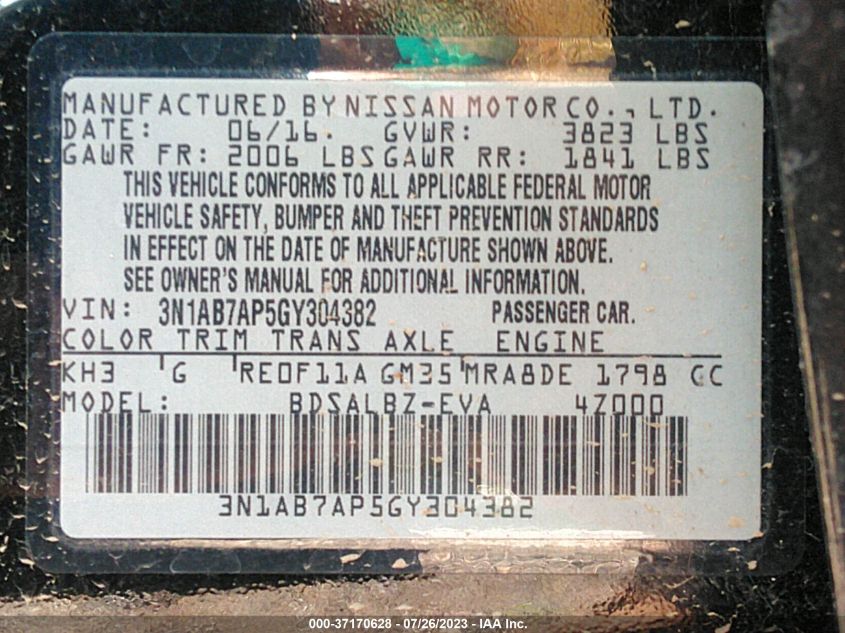 MANUFACTURED BY NISSAN MOTOR CO., LTD.
DATE: 06/16 GVWR: 3823 LBS
GAWR FR: 2006 LBS GAWR RR: 1841 LBS
THIS VEHICLE CONFORMS TO ALL APPLICABLE FEDERAL MOTOR
VEHICLE SAFETY, BUMPER AND THEFT PREVENTION STANDARDS
IN EFFECT ON THE DATE OF MANUFACTURE SHOWN ABOVE.
SEE OWNER'S MANUAL FOR ADDITIONAL INFORMATION.
VIN: 3N1AB7AP5GY304382 PASSENGER CAR.
COLOR TRIM TRANS AXLE ENGINE
KH3 G RE0F11A GM35 MRA8DE 1798 CC
MODEL: BDSALBZ-EVA 4Z000
3N1AB7AP5GY304382
000-37170628 - 07/26/2023 - IAA Inc.